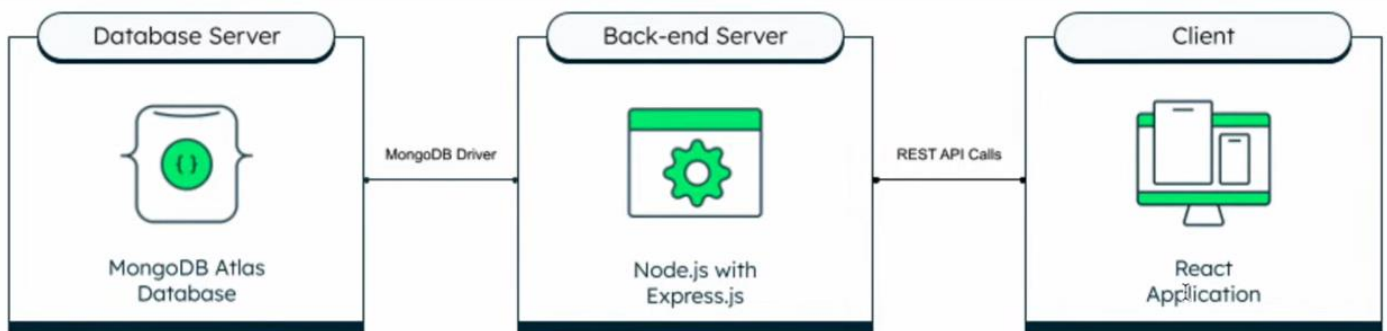 Database Server
Back-end Server
Client
{ }
MongoDB Driver
REST API Calls
MongoDB Atlas
Database
Node.js with
Express.js
React
Application